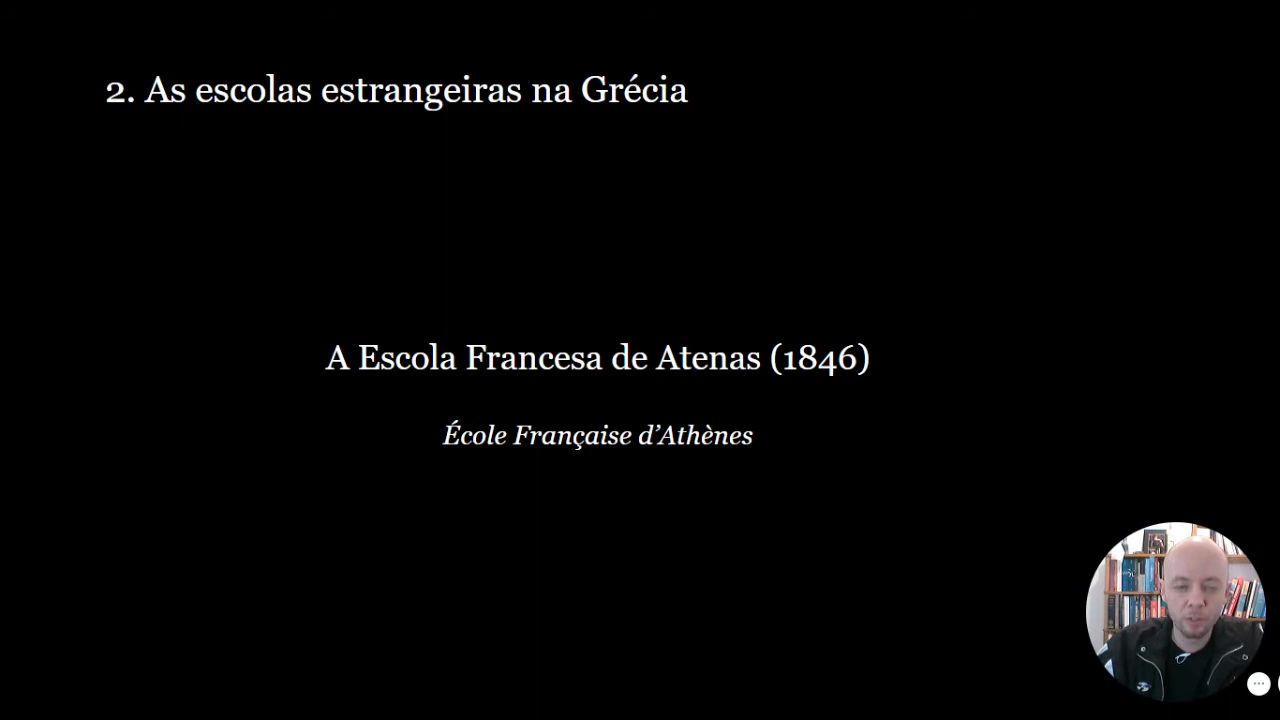 2. As escolas estrangeiras na Grécia
A Escola Francesa de Atenas (1846)
École Française d’Athènes